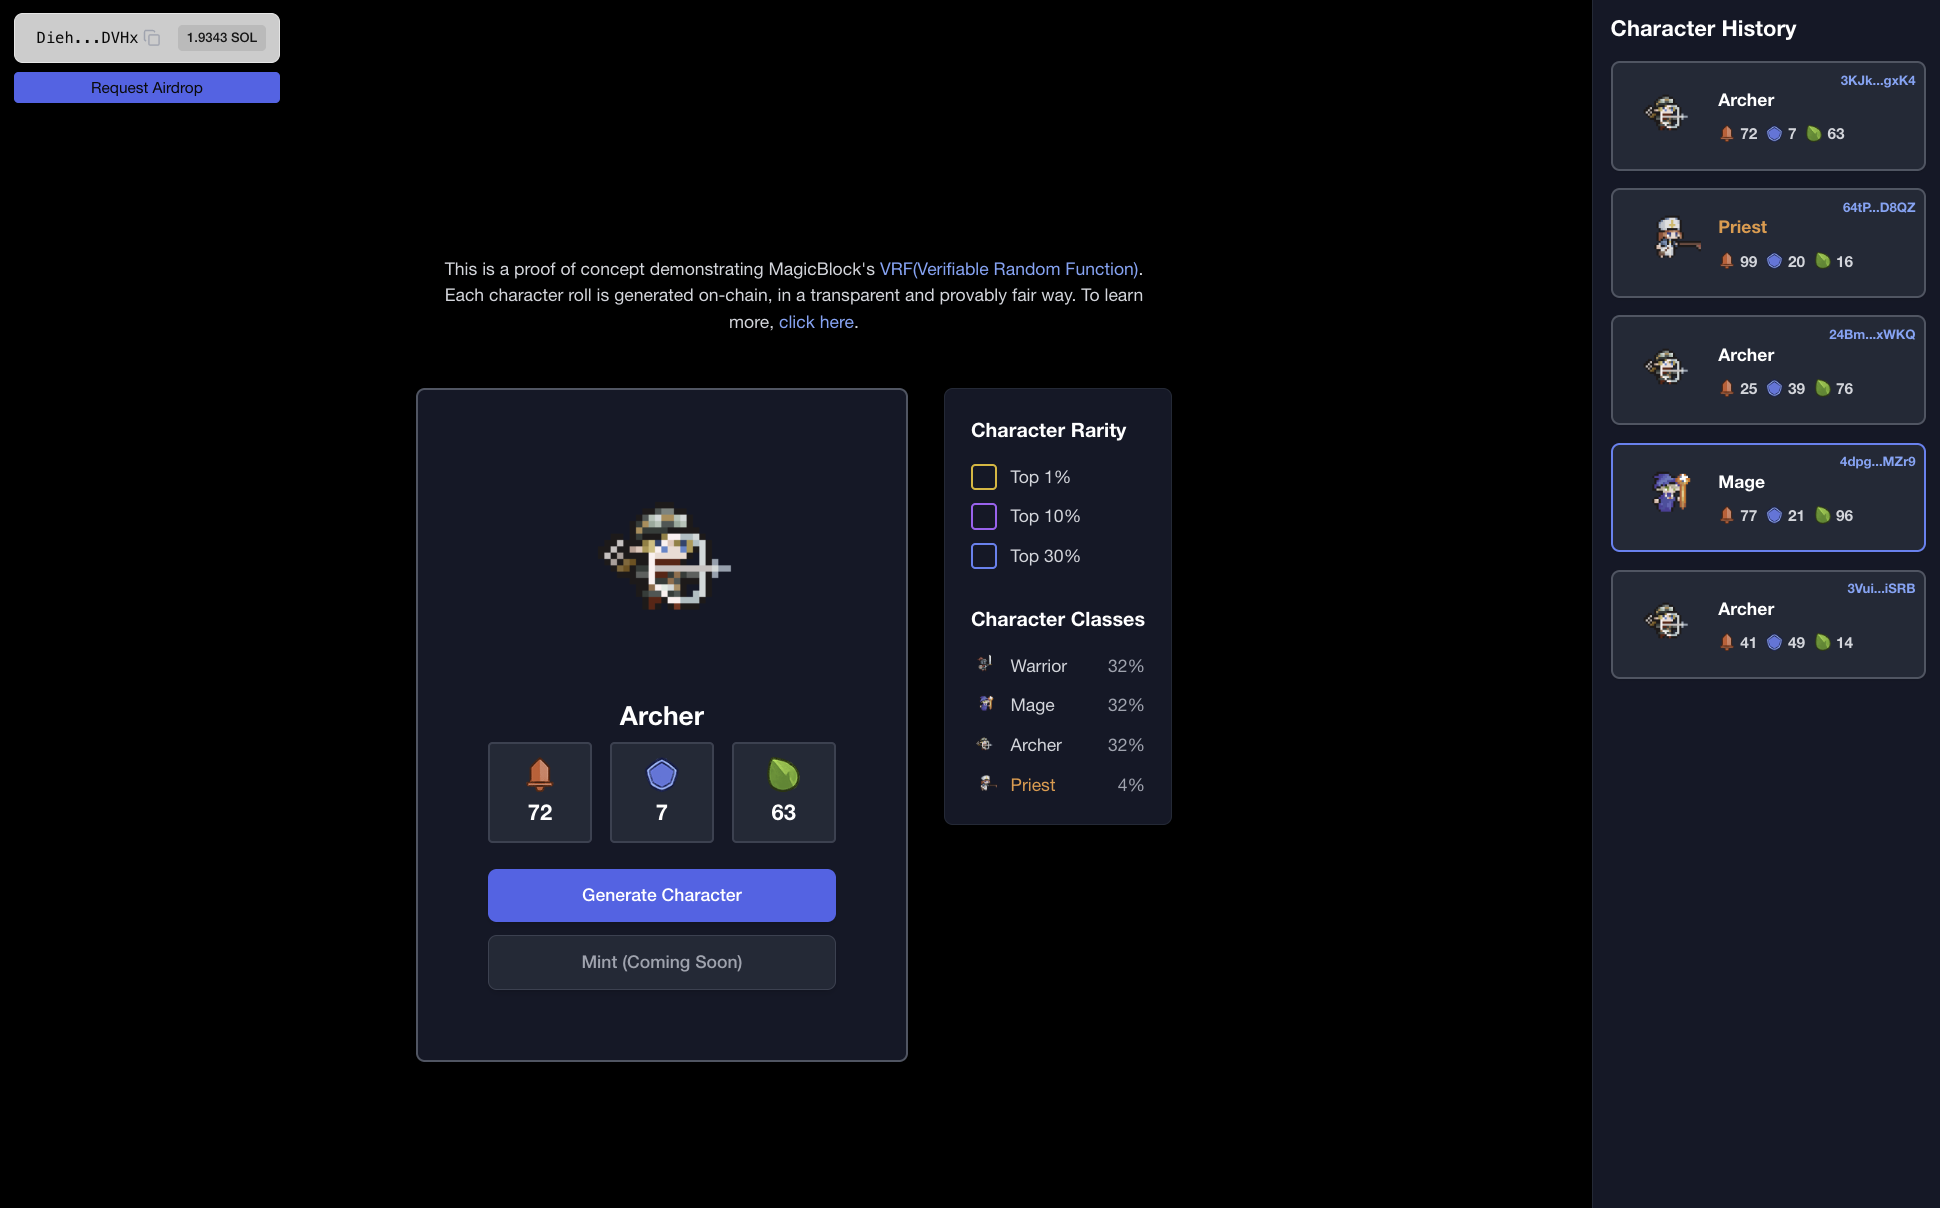 Dieh...DVHx 1.9343 SOL
Request Airdrop
This is a proof of concept demonstrating MagicBlock's VRF(Verifiable Random Function).
Each character roll is generated on-chain, in a transparent and provably fair way. To learn
more, click here.
Archer
72 7 63
Generate Character
Mint (Coming Soon)
Character Rarity
Top 1%
Top 10%
Top 30%
Character Classes
Warrior 32%
Mage 32%
Archer 32%
Priest 4%
Character History
3KJk...gxK4
Archer
72 7 63
64tP...D8QZ
Priest
99 20 16
24Bm...xWKQ
Archer
25 39 76
4dpg...MZr9
Mage
77 21 96
3Vui...iSRB
Archer
41 49 14